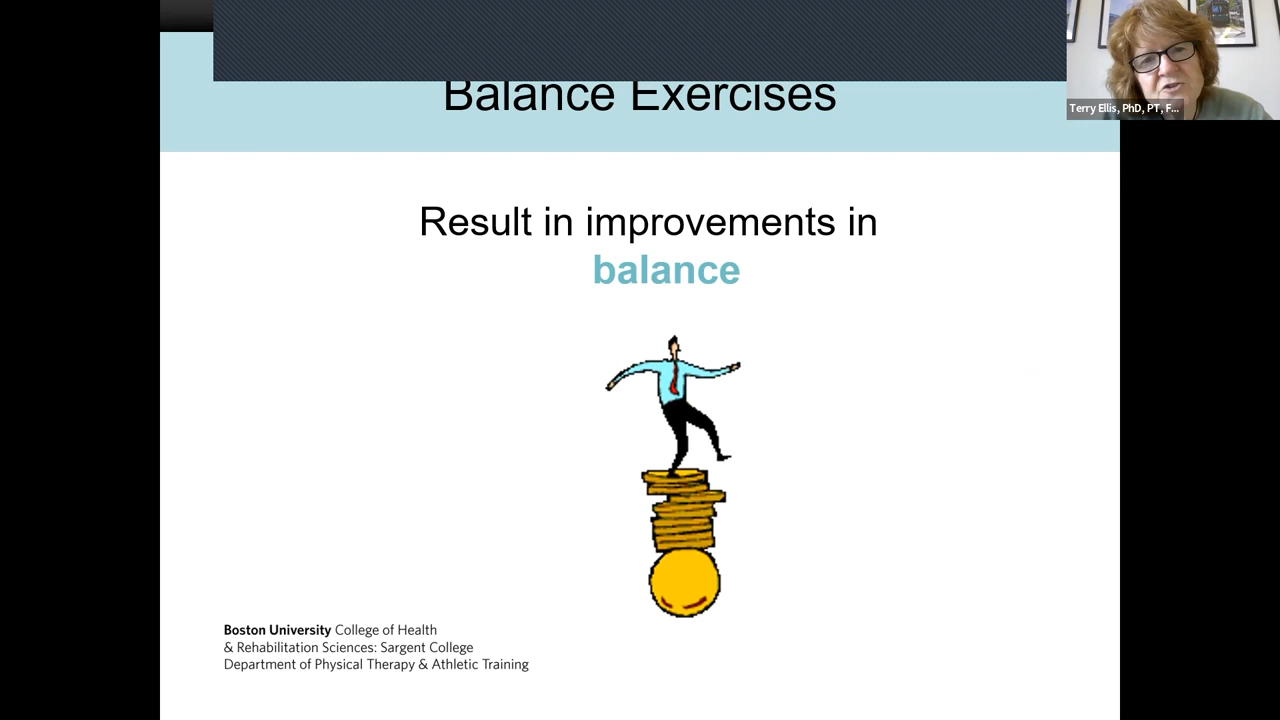 Balance Exercises
Terry Ellis, PhD, PT, F...
Result in improvements in
balance
Boston University College of Health
& Rehabilitation Sciences: Sargent College
Department of Physical Therapy & Athletic Training